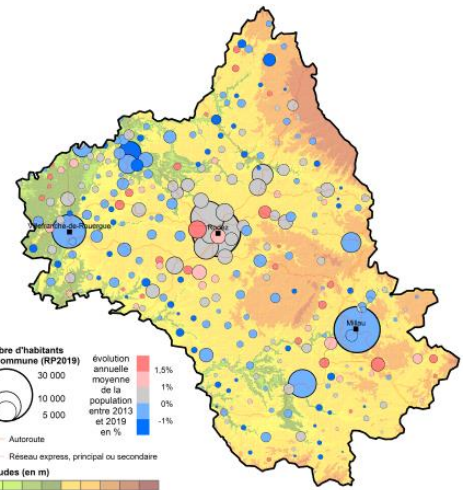 Villefranche-de-Rouergue
Rodez
Millau
bre d'habitants
ommune (RP2019)
30 000
10 000
5 000
évolution
annuelle
moyenne
de la
population
entre 2013
et 2019
en %
1,5%
1%
0%
-1%
Autoroute
Réseau express, principal ou secondaire
udes (en m)